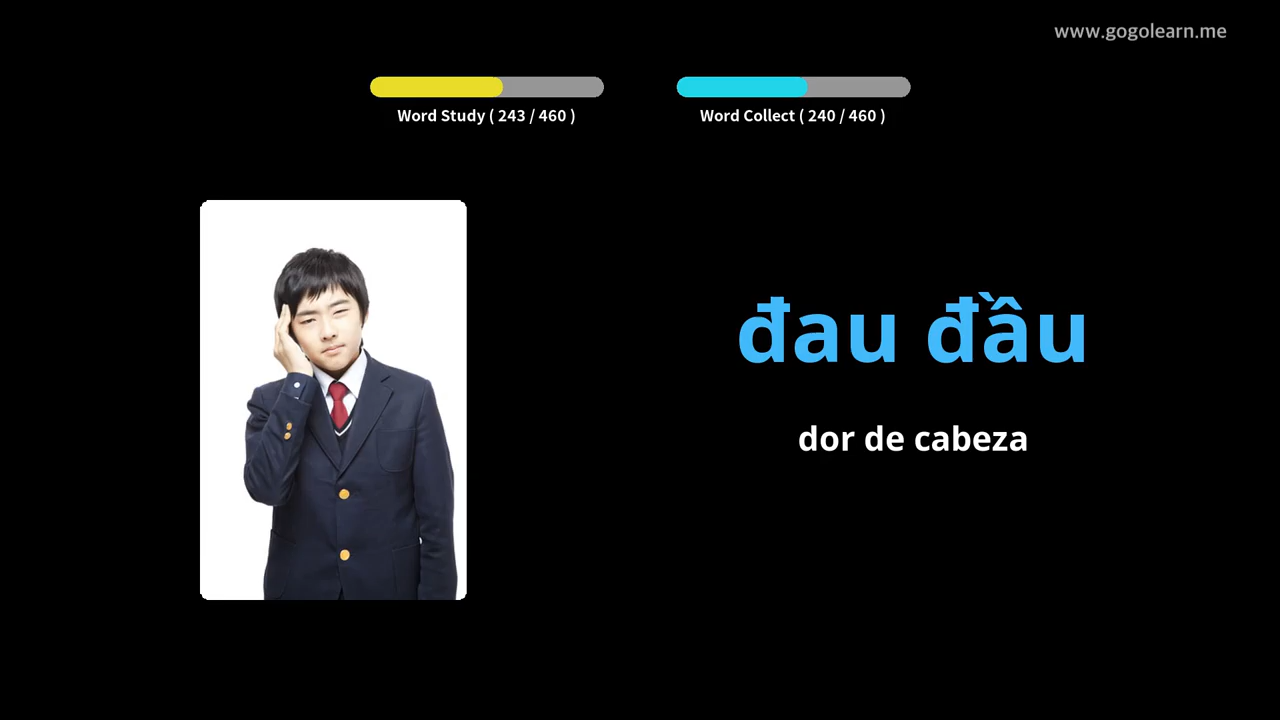 www.gogolearn.me
Word Study ( 243 / 460 )
Word Collect ( 240 / 460 )
đau đầu
dor de cabeza